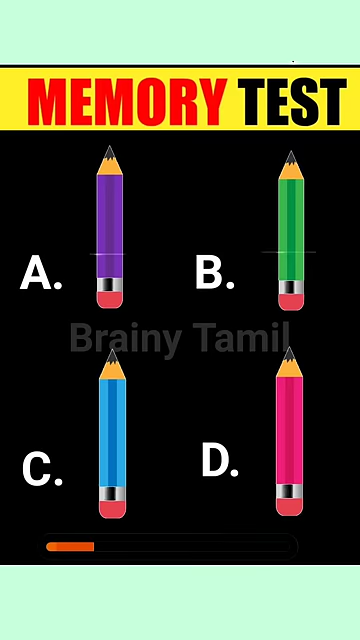 MEMORY TEST
A.
B.
Brainy Tamil
C.
D.